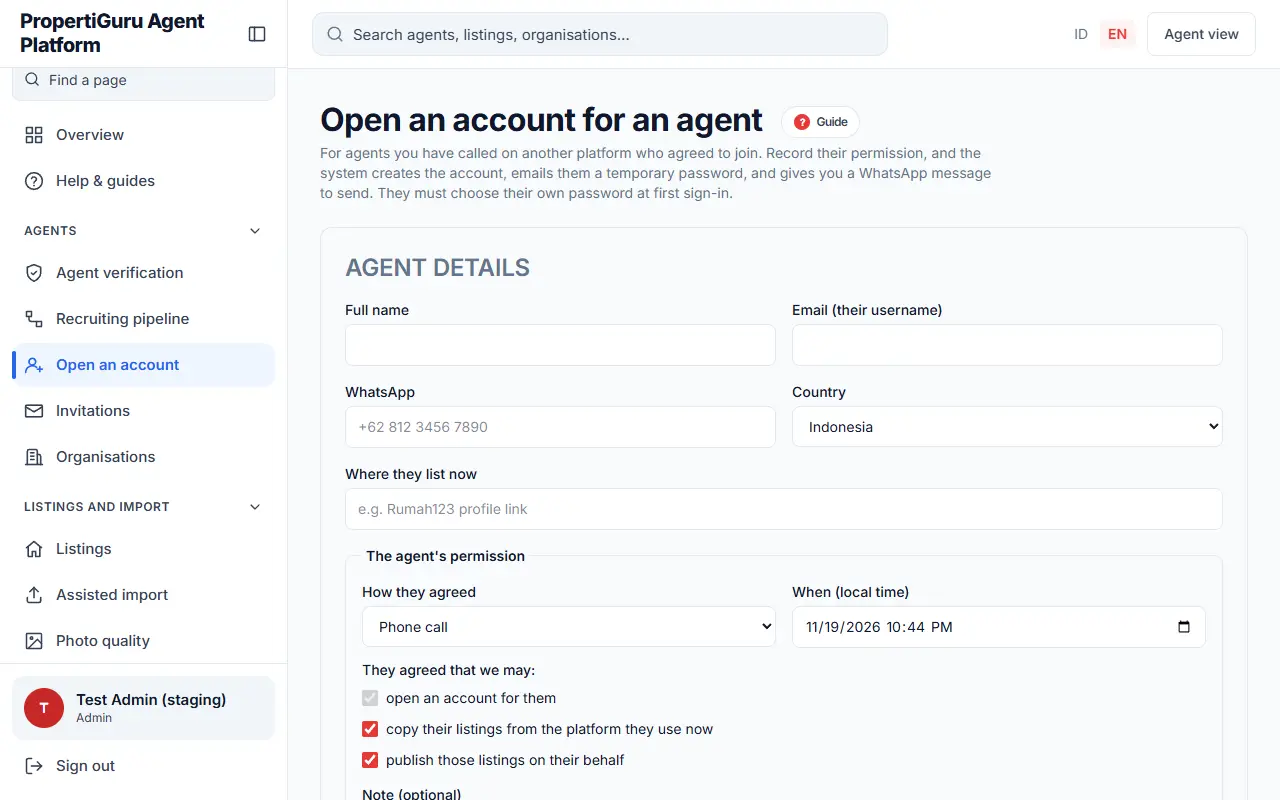 PropertiGuru Agent
Platform
Search agents, listings, organisations...
ID
EN
Agent view
Find a page
Overview
Help & guides
AGENTS
Agent verification
Recruiting pipeline
Open an account
Invitations
Organisations
LISTINGS AND IMPORT
Listings
Assisted import
Photo quality
T
Test Admin (staging)
Admin
Sign out
Open an account for an agent
? Guide
For agents you have called on another platform who agreed to join. Record their permission, and the
system creates the account, emails them a temporary password, and gives you a WhatsApp message
to send. They must choose their own password at first sign-in.
AGENT DETAILS
Full name
Email (their username)
WhatsApp
Country
+62 812 3456 7890
Indonesia
Where they list now
e.g. Rumah123 profile link
The agent's permission
How they agreed
When (local time)
Phone call
11/19/2026 10:44 PM
They agreed that we may:
open an account for them
copy their listings from the platform they use now
publish those listings on their behalf
Note (optional)